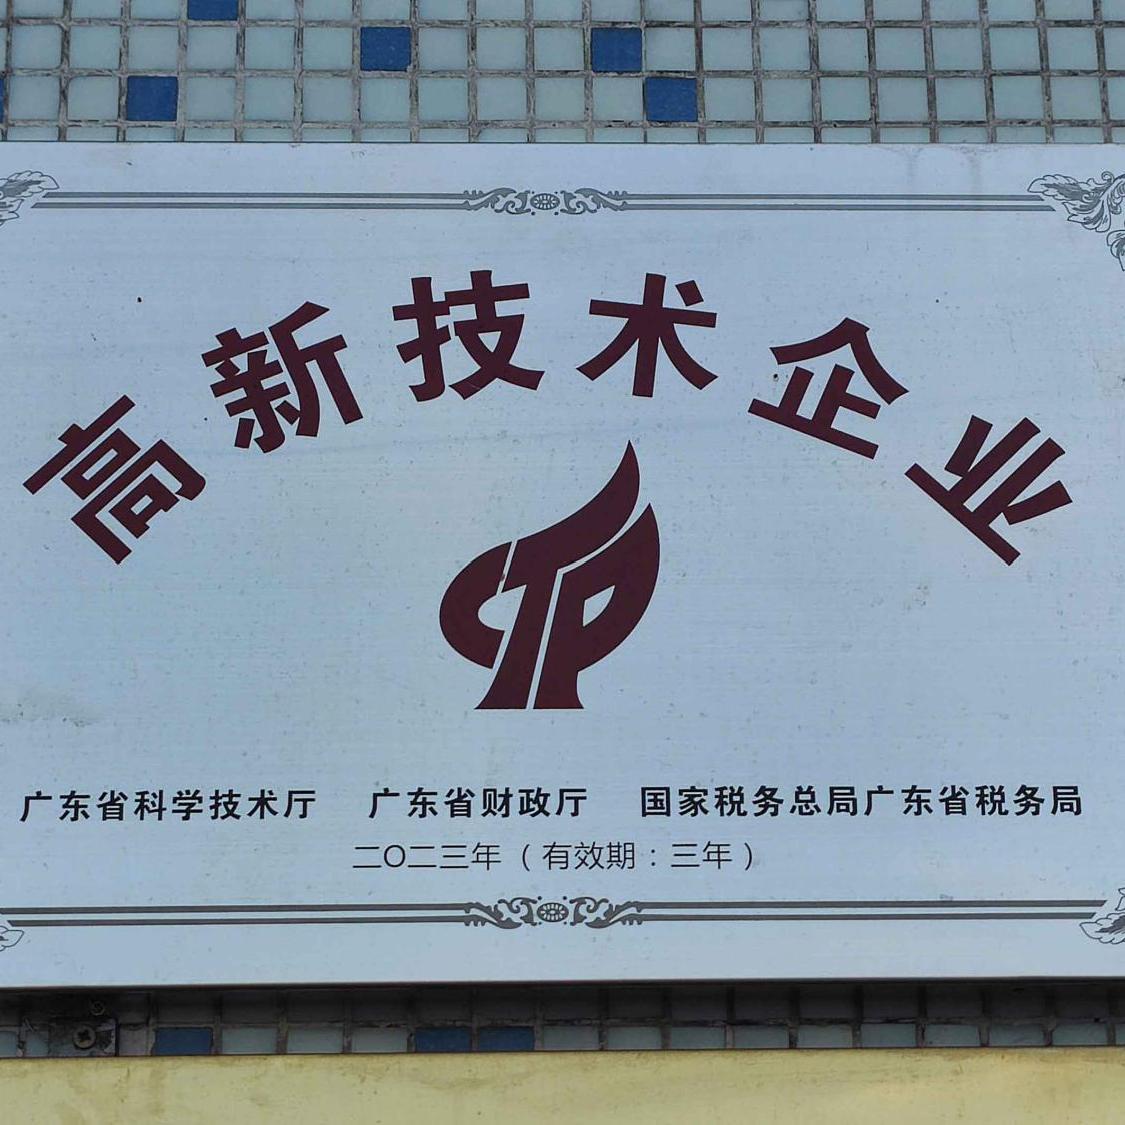 高新技术企业
广东省科学技术厅 广东省财政厅 国家税务总局广东省税务局
二〇二三年（有效期：三年）